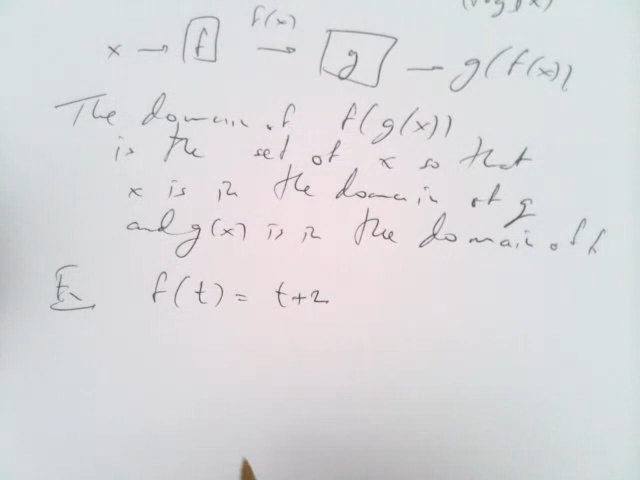 f(x)
x → f → g → g(f(x))
The domain of f(g(x))
is the set of x so that
x is in the domain of g
and g(x) is in the domain of f
Ex f(t) = t+2